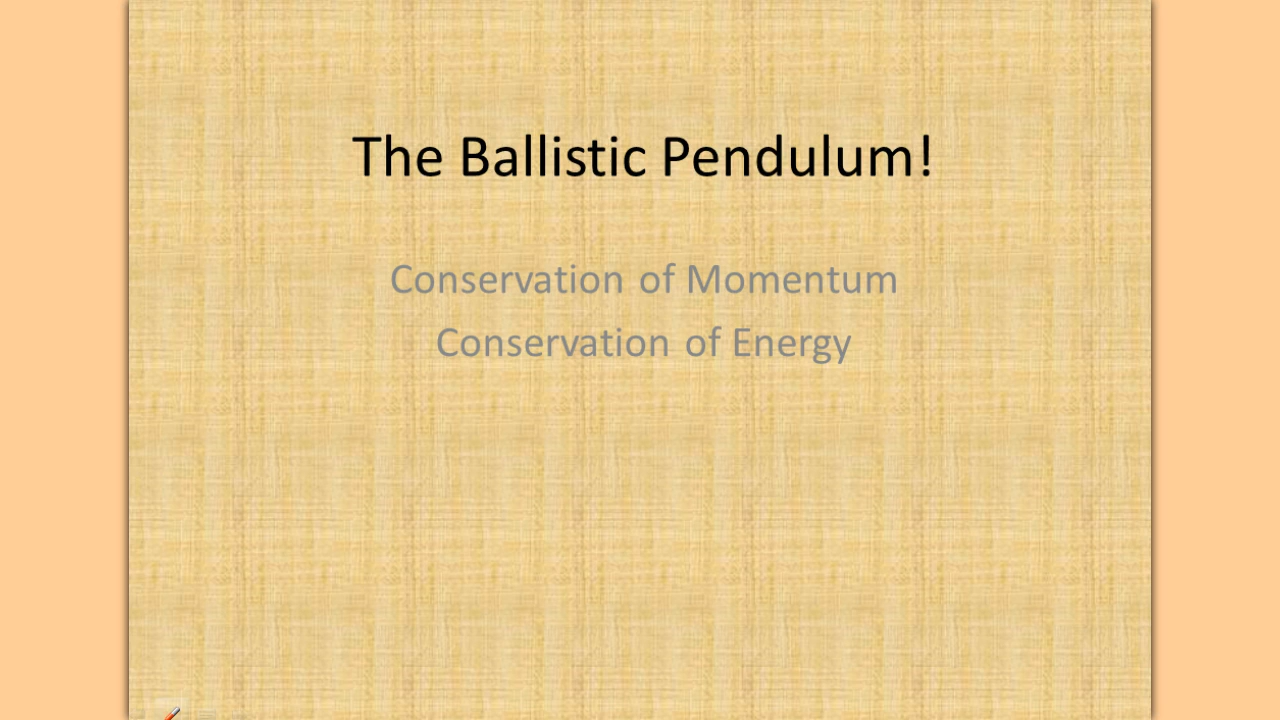 The Ballistic Pendulum!
Conservation of Momentum
Conservation of Energy